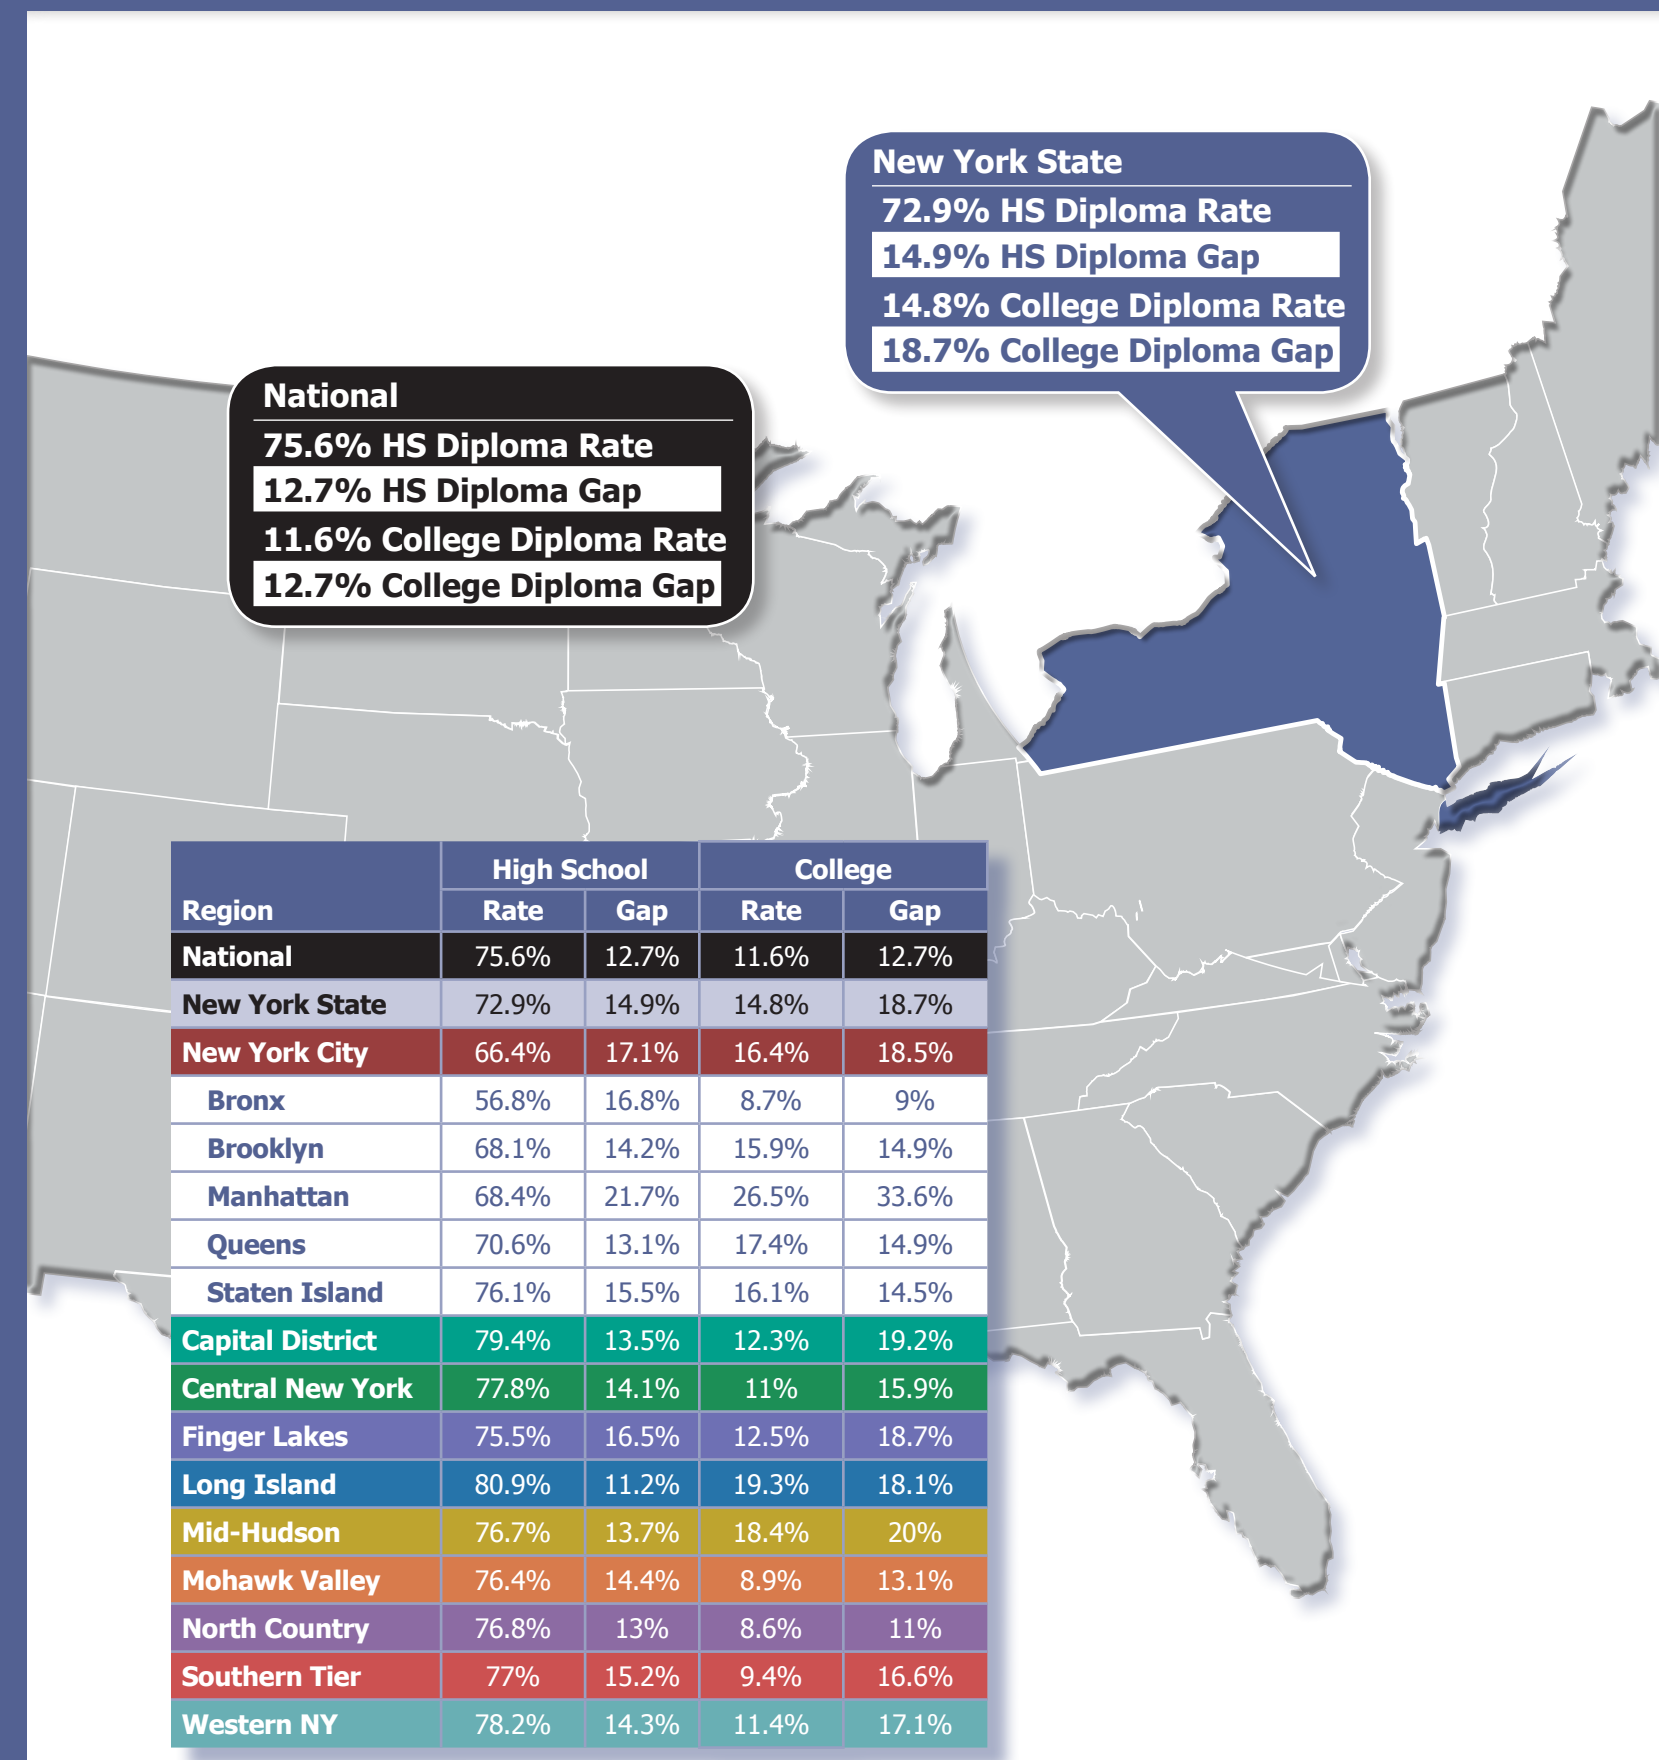 New York State
72.9% HS Diploma Rate
14.9% HS Diploma Gap
14.8% College Diploma Rate
18.7% College Diploma Gap
National
75.6% HS Diploma Rate
12.7% HS Diploma Gap
11.6% College Diploma Rate
12.7% College Diploma Gap
High School College
Region Rate Gap Rate Gap
National 75.6% 12.7% 11.6% 12.7%
New York State 72.9% 14.9% 14.8% 18.7%
New York City 66.4% 17.1% 16.4% 18.5%
Bronx 56.8% 16.8% 8.7% 9%
Brooklyn 68.1% 14.2% 15.9% 14.9%
Manhattan 68.4% 21.7% 26.5% 33.6%
Queens 70.6% 13.1% 17.4% 14.9%
Staten Island 76.1% 15.5% 16.1% 14.5%
Capital District 79.4% 13.5% 12.3% 19.2%
Central New York 77.8% 14.1% 11% 15.9%
Finger Lakes 75.5% 16.5% 12.5% 18.7%
Long Island 80.9% 11.2% 19.3% 18.1%
Mid-Hudson 76.7% 13.7% 18.4% 20%
Mohawk Valley 76.4% 14.4% 8.9% 13.1%
North Country 76.8% 13% 8.6% 11%
Southern Tier 77% 15.2% 9.4% 16.6%
Western NY 78.2% 14.3% 11.4% 17.1%